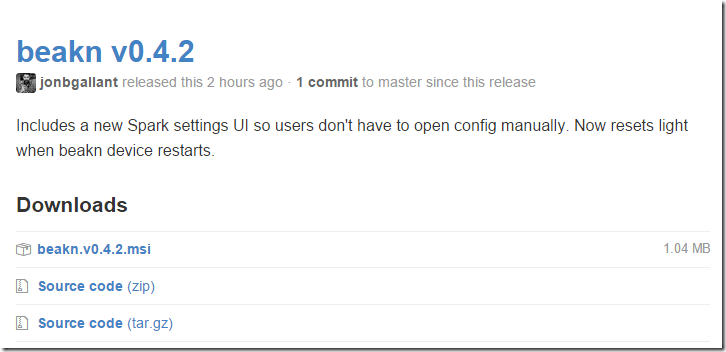 beakn v0.4.2
jonbgallant released this 2 hours ago · 1 commit to master since this release
Includes a new Spark settings UI so users don't have to open config manually. Now resets light
when beakn device restarts.
Downloads
beakn.v0.4.2.msi 1.04 MB
Source code (zip)
Source code (tar.gz)